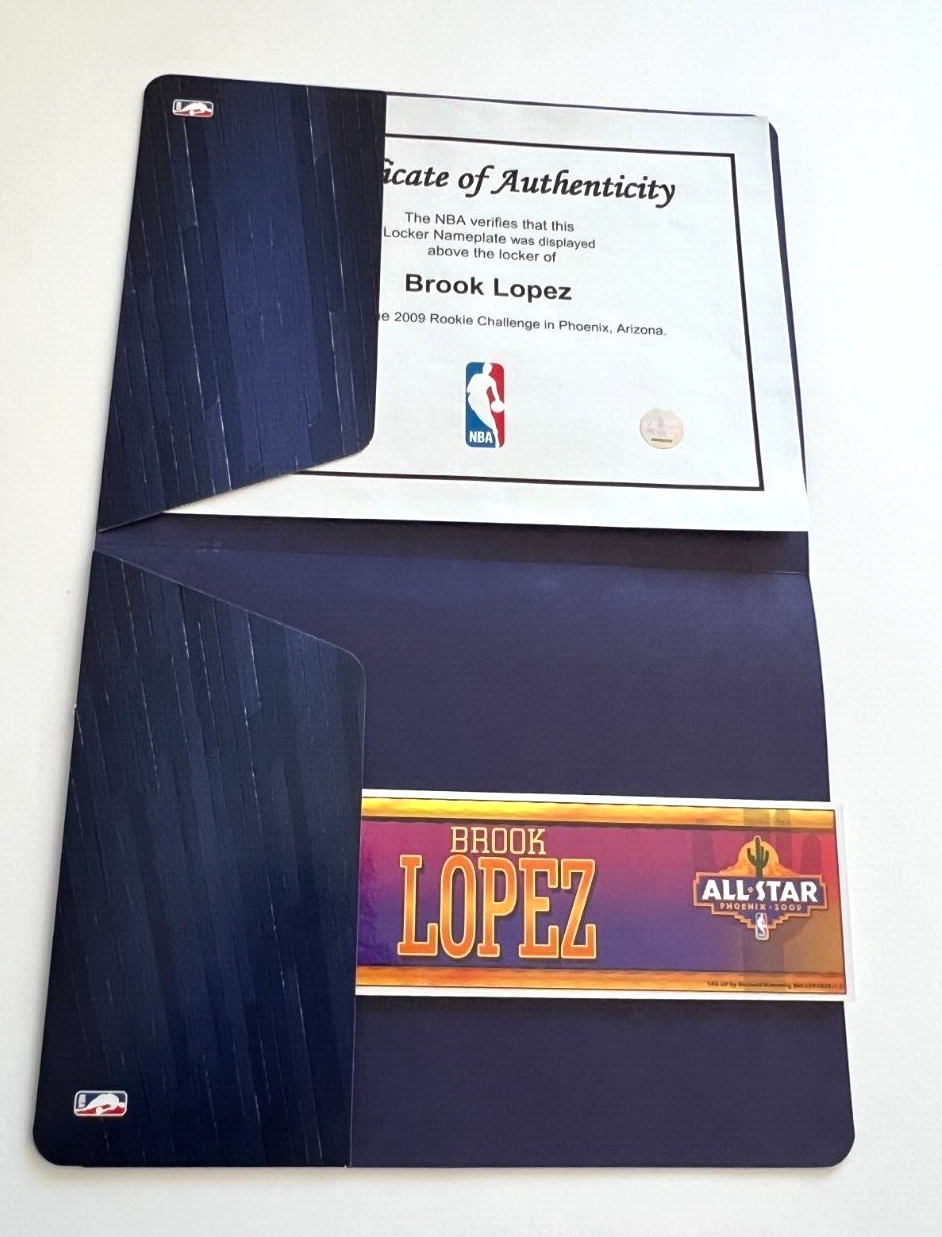 icate of Authenticity
The NBA verifies that this
Locker Nameplate was displayed
above the locker of
Brook Lopez
e 2009 Rookie Challenge in Phoenix, Arizona.
NBA
BROOK
LOPEZ
ALL★STAR
PHOENIX 2009